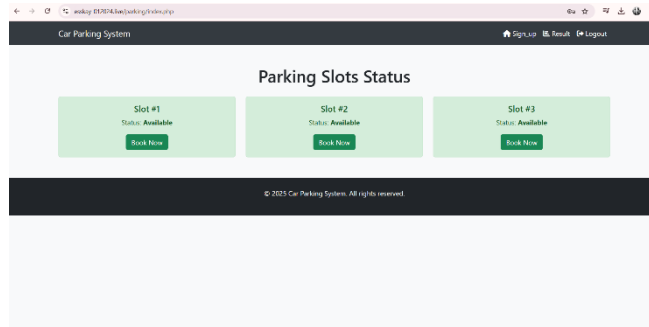 Car Parking System
Sign_up Result Logout
Parking Slots Status
Slot #1 Slot #2 Slot #3
Status: Available Status: Available Status: Available
Book Now Book Now Book Now
© 2025 Car Parking System. All rights reserved.